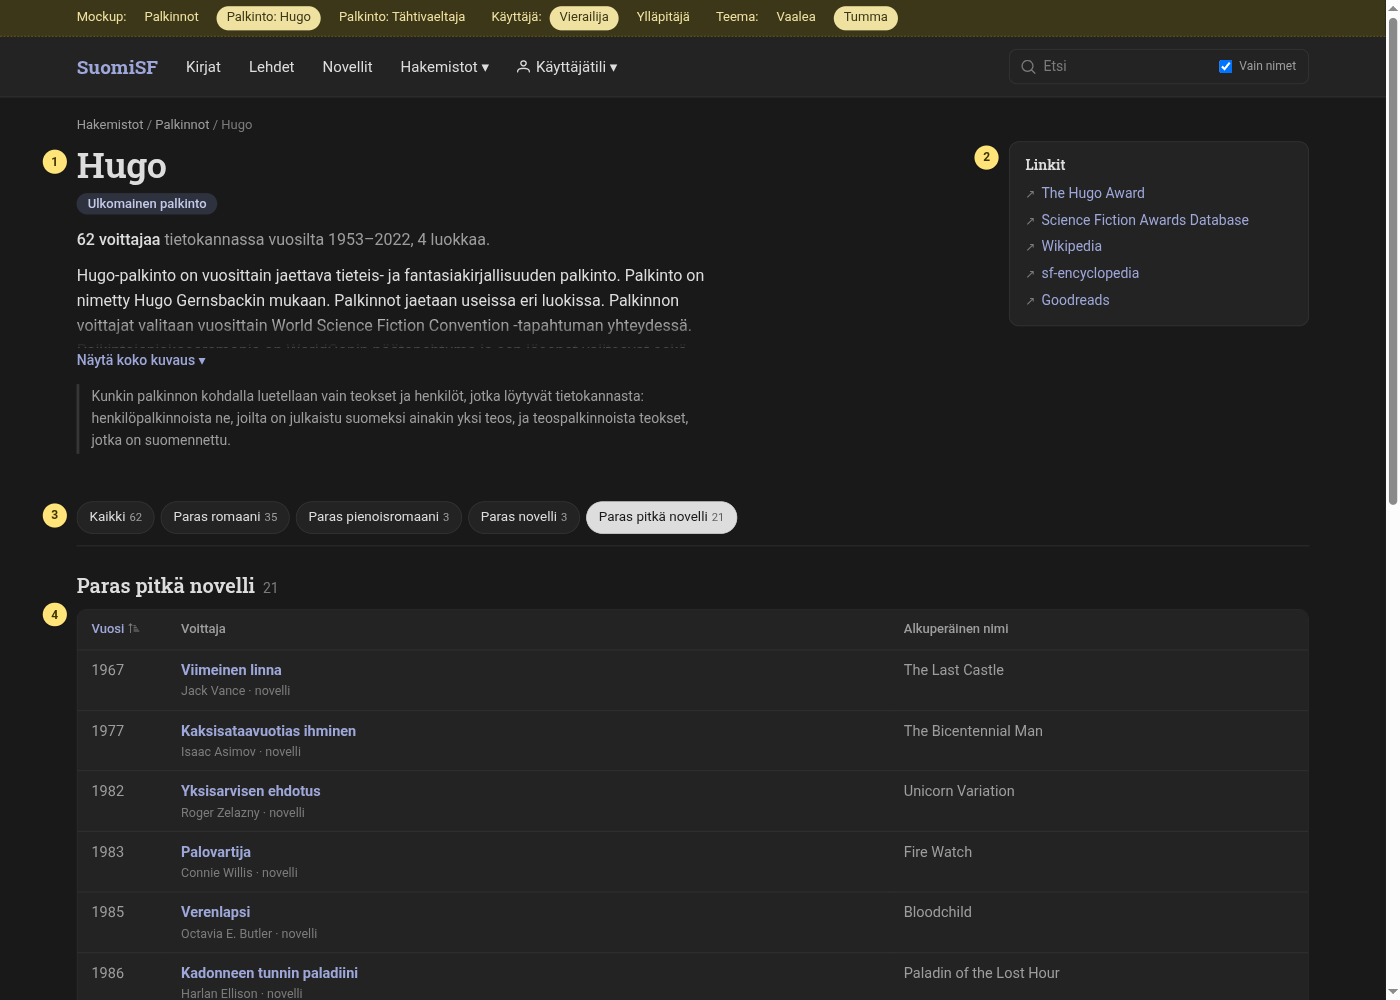 Mockup: Palkinnot Palkinto: Hugo Palkinto: Tähtivaeltaja Käyttäjä: Vierailija Ylläpitäjä Teema: Vaalea Tumma
SuomiSF Kirjat Lehdet Novellit Hakemistot ▾ Käyttäjätili ▾ Etsi Vain nimet
Hakemistot / Palkinnot / Hugo
1 Hugo
Ulkomainen palkinto
62 voittajaa tietokannassa vuosilta 1953–2022, 4 luokkaa.
Hugo-palkinto on vuosittain jaettava tieteis- ja fantasiakirjallisuuden palkinto. Palkinto on
nimetty Hugo Gernsbackin mukaan. Palkinnot jaetaan useissa eri luokissa. Palkinnon
voittajat valitaan vuosittain World Science Fiction Convention -tapahtuman yhteydessä.
Näytä koko kuvaus ▾
Kunkin palkinnon kohdalla luetellaan vain teokset ja henkilöt, jotka löytyvät tietokannasta:
henkilöpalkinnoista ne, joilta on julkaistu suomeksi ainakin yksi teos, ja teospalkinnoista teokset,
jotka on suomennettu.
2 Linkit
↗ The Hugo Award
↗ Science Fiction Awards Database
↗ Wikipedia
↗ sf-encyclopedia
↗ Goodreads
3 Kaikki 62 Paras romaani 35 Paras pienoisromaani 3 Paras novelli 3 Paras pitkä novelli 21
Paras pitkä novelli 21
4
Vuosi Voittaja Alkuperäinen nimi
1967 Viimeinen linna The Last Castle
Jack Vance · novelli
1977 Kaksisataavuotias ihminen The Bicentennial Man
Isaac Asimov · novelli
1982 Yksisarvisen ehdotus Unicorn Variation
Roger Zelazny · novelli
1983 Palovartija Fire Watch
Connie Willis · novelli
1985 Verenlapsi Bloodchild
Octavia E. Butler · novelli
1986 Kadonneen tunnin paladiini Paladin of the Lost Hour
Harlan Ellison · novelli